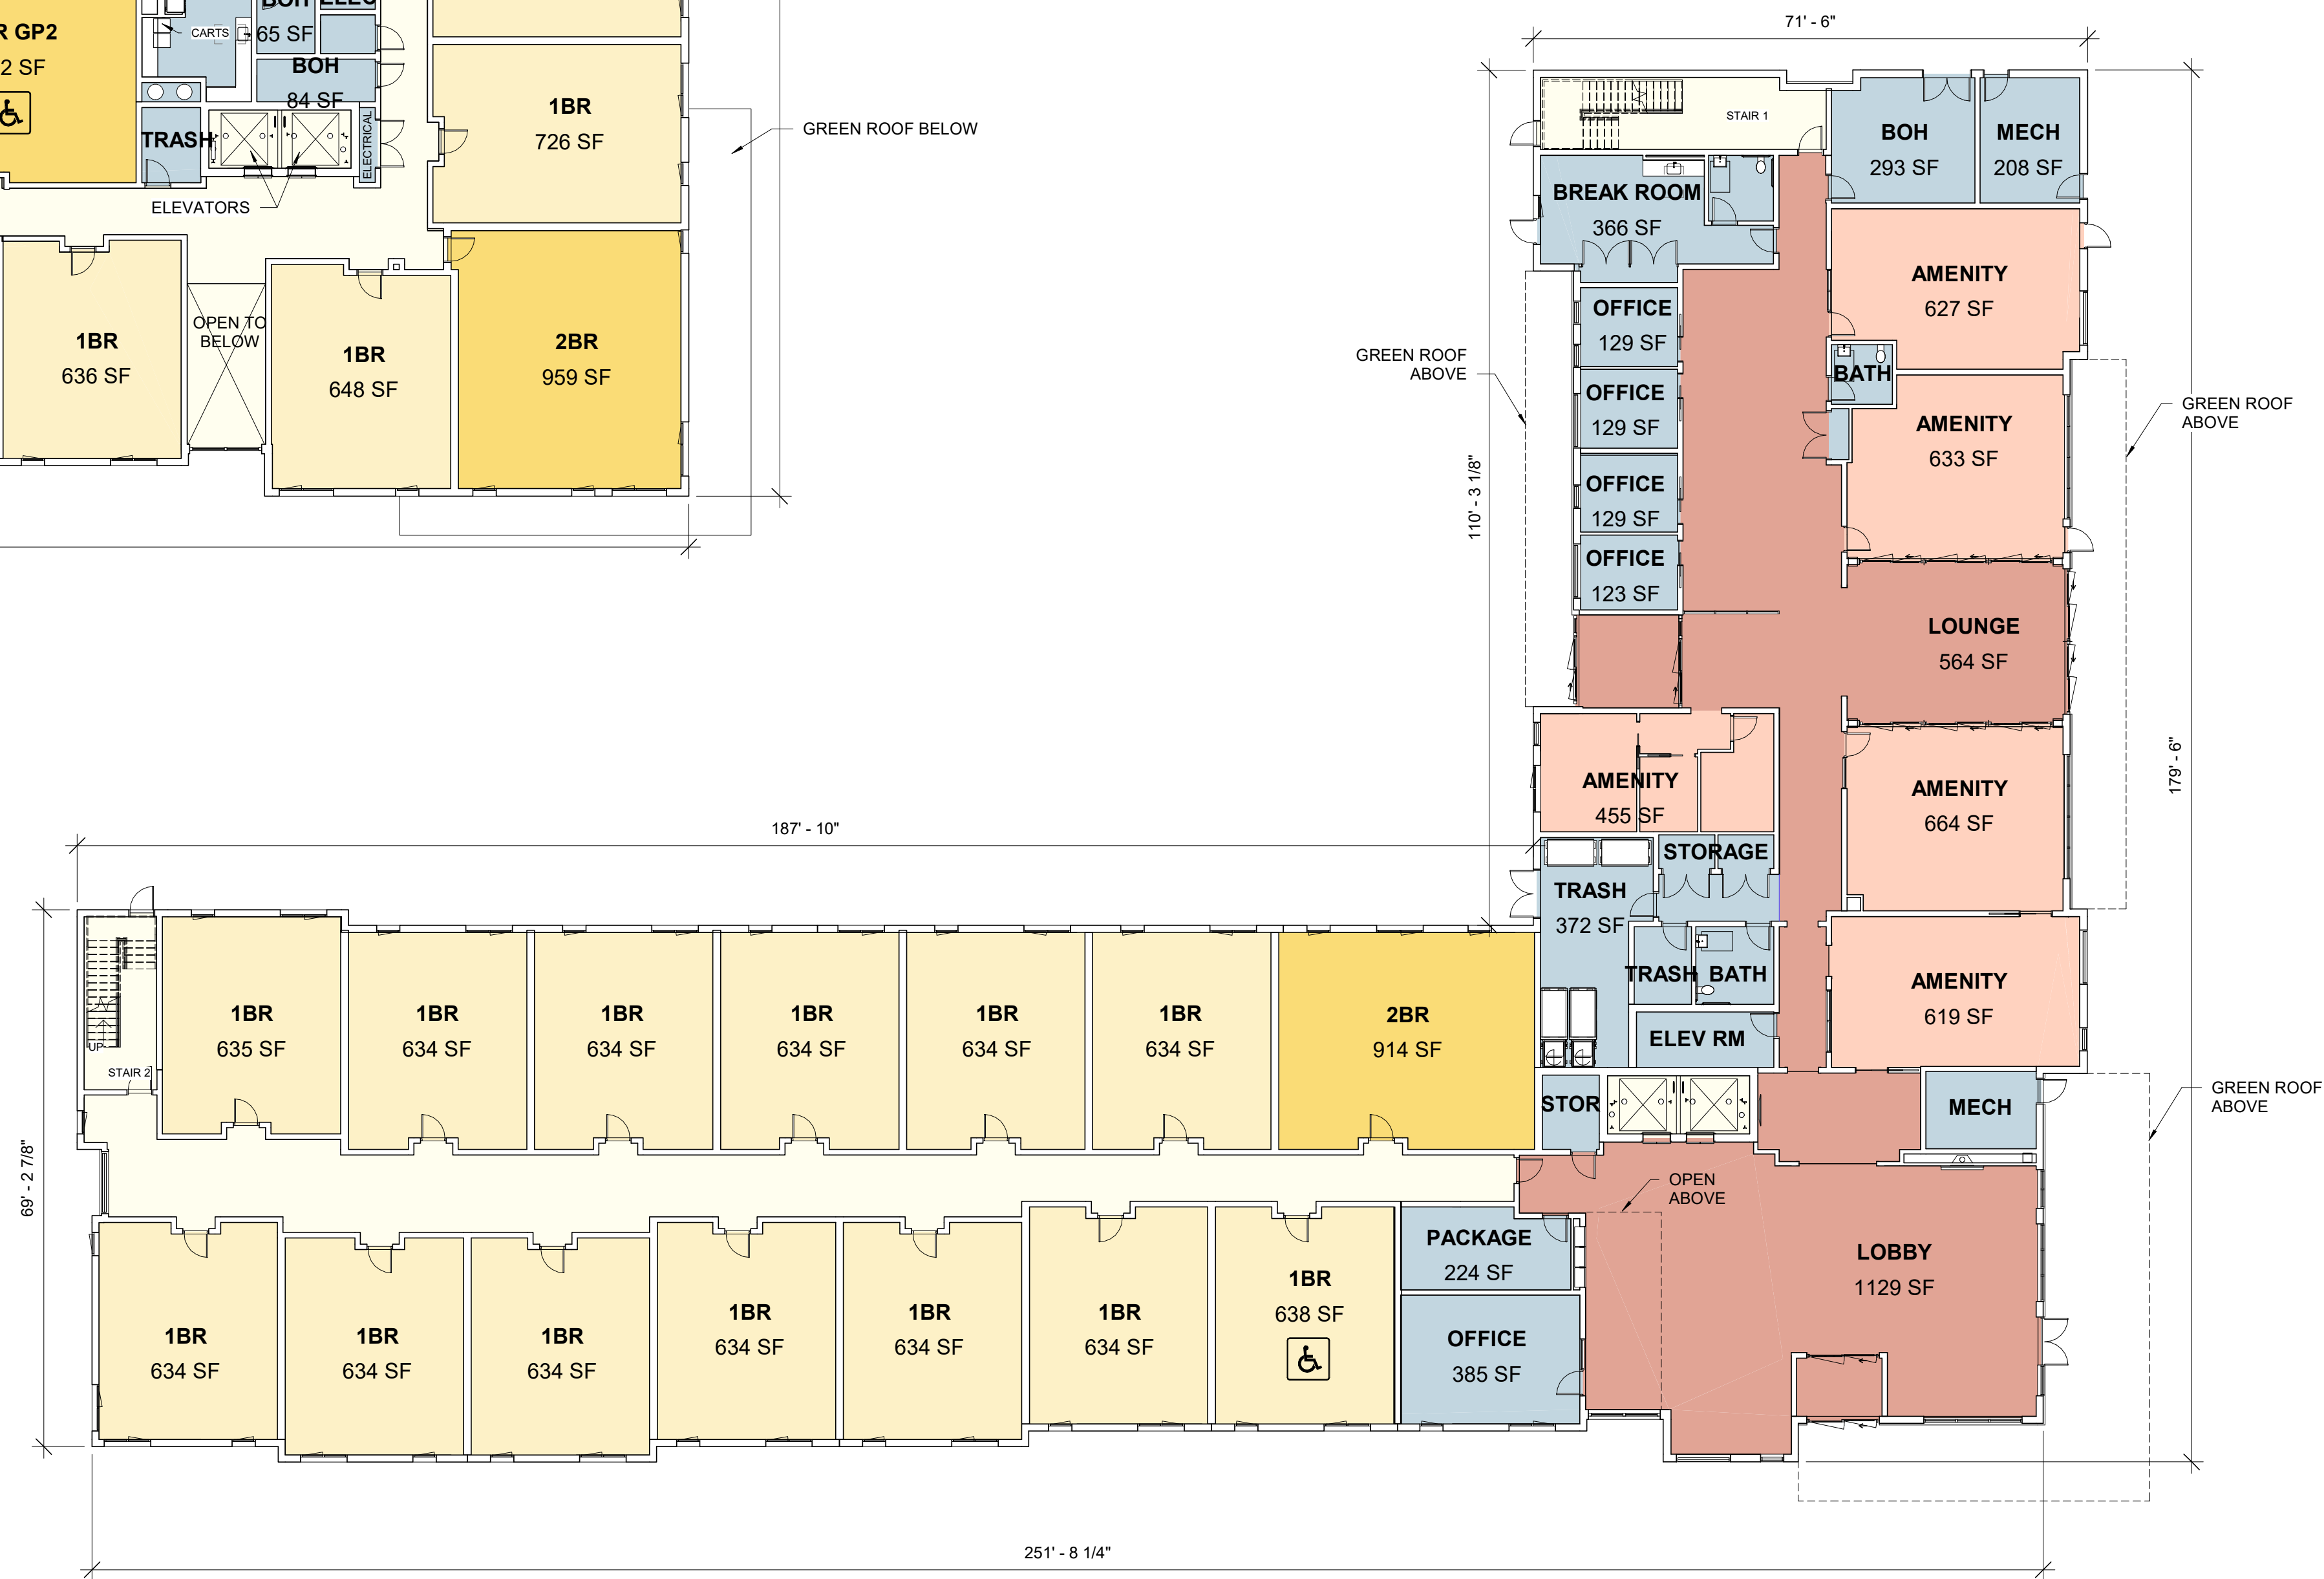 R GP2
2 SF
CARTS
BOH
65 SF
ELEC
BOH
84 SF
TRASH
ELECTRICAL
ELEVATORS
1BR
726 SF
GREEN ROOF BELOW
1BR
636 SF
OPEN TO
BELOW
1BR
648 SF
2BR
959 SF
71' - 6"
STAIR 1
BOH
293 SF
MECH
208 SF
BREAK ROOM
366 SF
AMENITY
627 SF
OFFICE
129 SF
GREEN ROOF
ABOVE
BATH
OFFICE
129 SF
GREEN ROOF
ABOVE
AMENITY
633 SF
110' - 3 1/8"
OFFICE
129 SF
OFFICE
123 SF
LOUNGE
564 SF
179' - 6"
AMENITY
455 SF
AMENITY
664 SF
187' - 10"
STORAGE
TRASH
372 SF
TRASH
BATH
AMENITY
619 SF
ELEV RM
UP
STAIR 2
1BR
635 SF
1BR
634 SF
1BR
634 SF
1BR
634 SF
1BR
634 SF
1BR
634 SF
2BR
914 SF
STOR
MECH
GREEN ROOF
ABOVE
69' - 2 7/8"
OPEN
ABOVE
PACKAGE
224 SF
LOBBY
1129 SF
1BR
634 SF
1BR
634 SF
1BR
634 SF
1BR
634 SF
1BR
634 SF
1BR
634 SF
1BR
638 SF
OFFICE
385 SF
251' - 8 1/4"